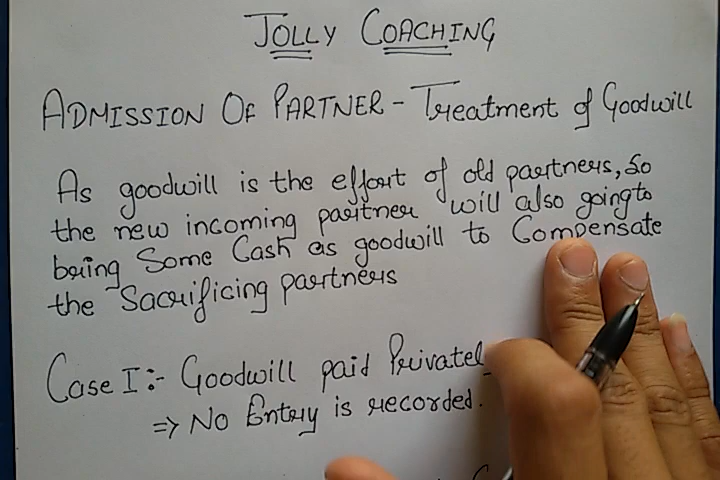 JOLLY COACHING
ADMISSION OF PARTNER - Treatment of Goodwill
As goodwill is the effort of old partners, So
the new incoming partner will also going to
bring Some Cash as goodwill to Compensate
the Sacrificing partners
Case I:- Goodwill paid Privatel
⇒ No Entry is recorded.